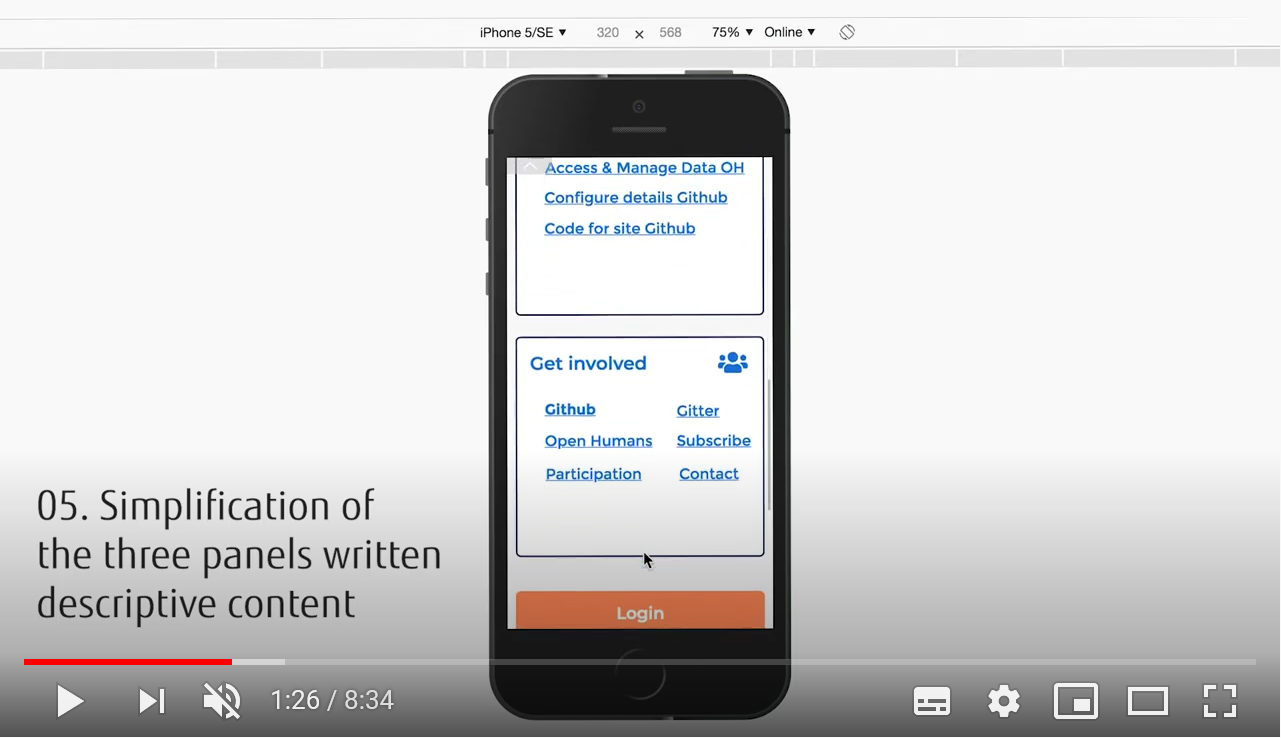 iPhone 5/SE 320 × 568 75% Online
Access & Manage Data OH
Configure details Github
Code for site Github
Get involved
Github Gitter
Open Humans Subscribe
Participation Contact
Login
05. Simplification of
the three panels written
descriptive content
1:26 / 8:34